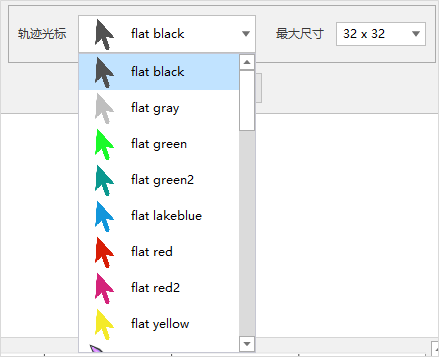 轨迹光标 flat black 最大尺寸 32 x 32
flat black
flat gray
flat green
flat green2
flat lakeblue
flat red
flat red2
flat yellow